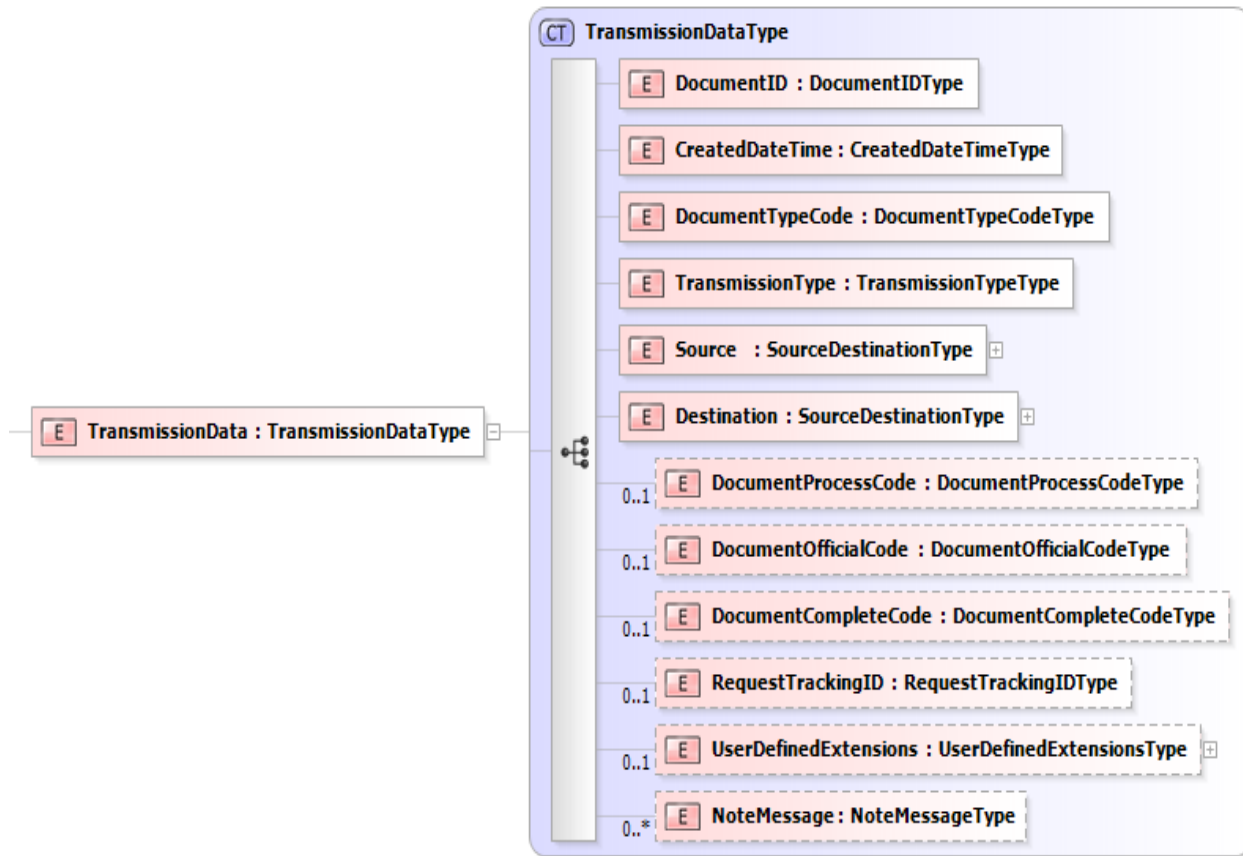 CT TransmissionDataType
E DocumentID : DocumentIDType
E CreatedDateTime : CreatedDateTimeType
E DocumentTypeCode : DocumentTypeCodeType
E TransmissionType : TransmissionTypeType
E Source : SourceDestinationType
E Destination : SourceDestinationType
E TransmissionData : TransmissionDataType
0..1 E DocumentProcessCode : DocumentProcessCodeType
0..1 E DocumentOfficialCode : DocumentOfficialCodeType
0..1 E DocumentCompleteCode : DocumentCompleteCodeType
0..1 E RequestTrackingID : RequestTrackingIDType
0..1 E UserDefinedExtensions : UserDefinedExtensionsType
0..* E NoteMessage : NoteMessageType